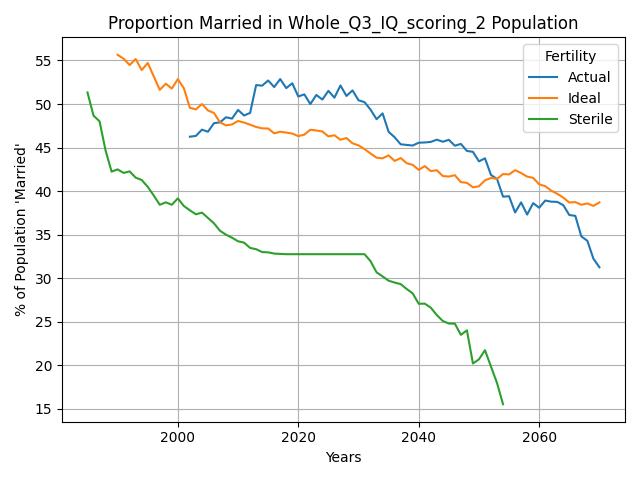 Proportion Married in Whole_Q3_IQ_scoring_2 Population
% of Population 'Married'
55
50
45
40
35
30
25
20
15
Fertility
Actual
Ideal
Sterile
2000
2020
2040
2060
Years